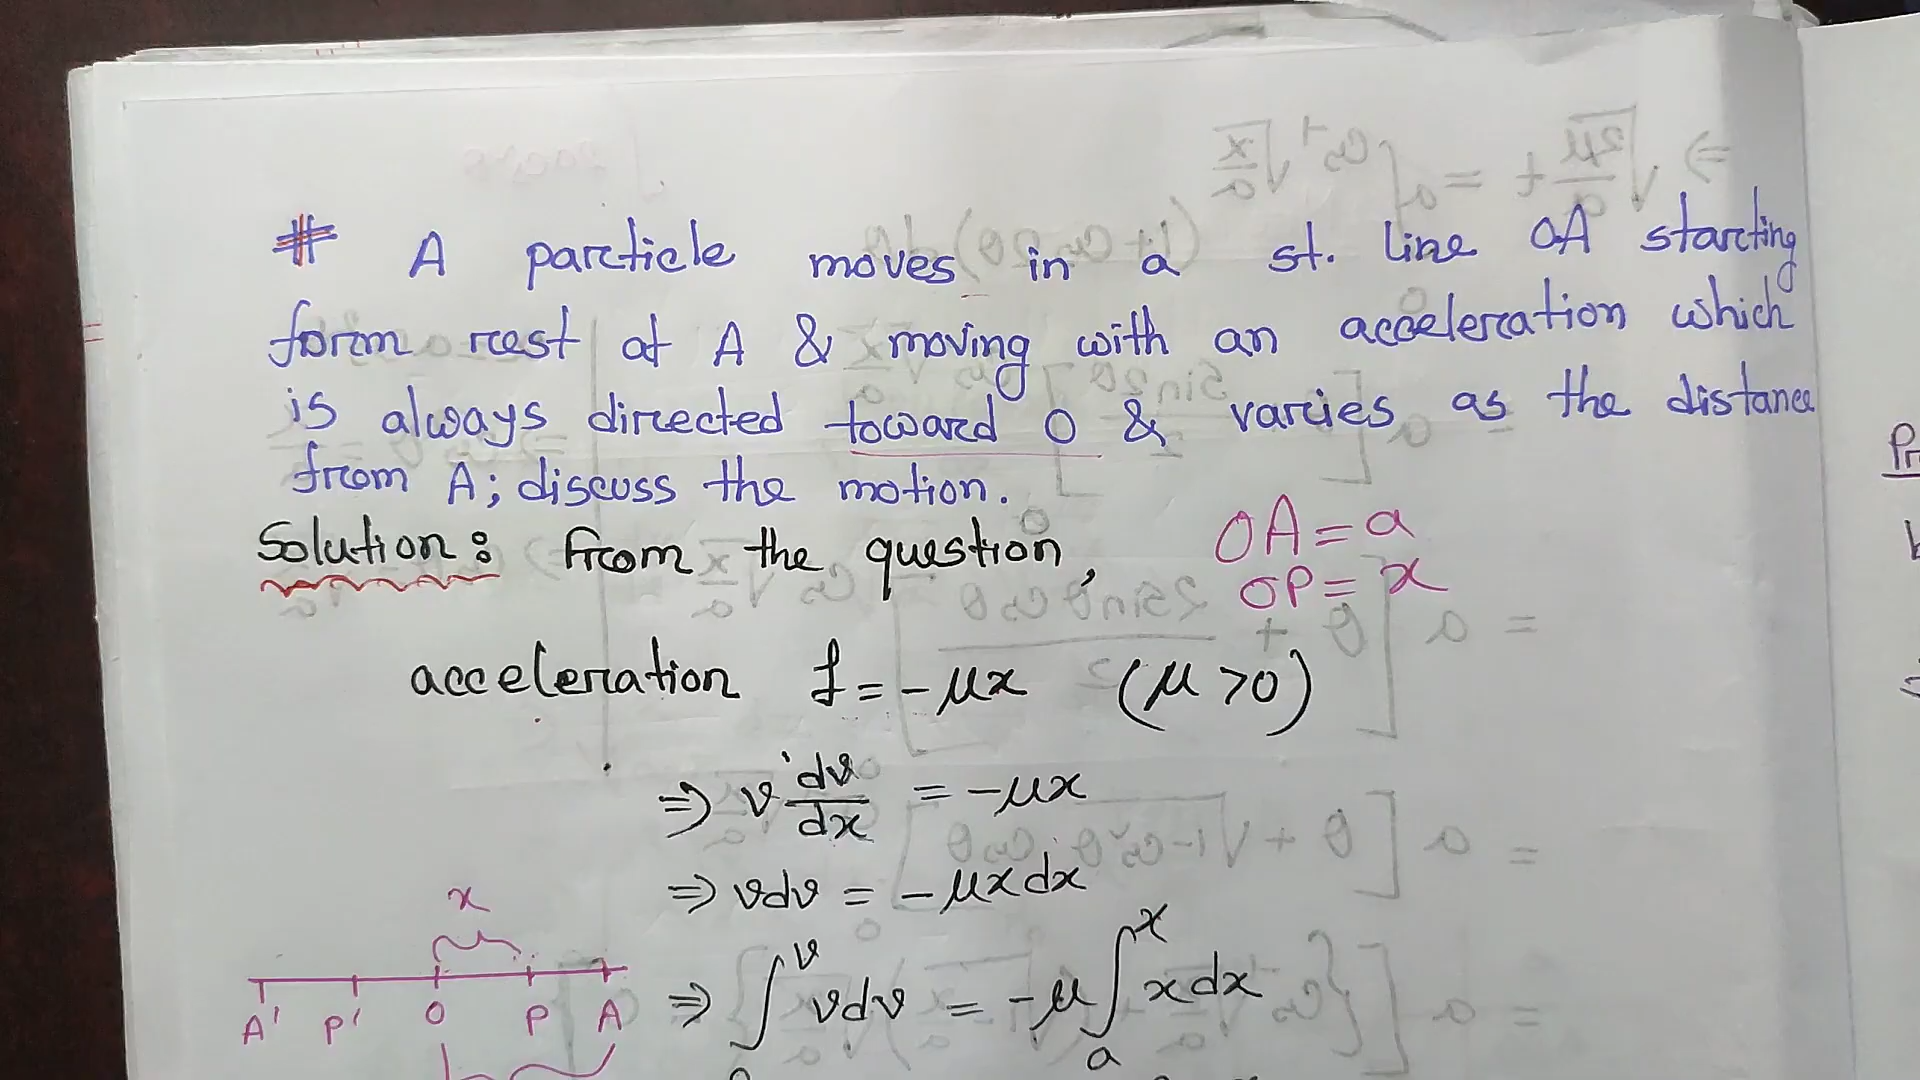 # A particle moves in a st. line OA starting
form rest at A & moving with an acceleration which
is always directed toward O & varies as the distance
from A; discuss the motion.
Solution: From the question, OA = a
OP = x
acceleration f = -μx (μ >0)
⇒ v dv/dx = -μx
⇒ vdv = -μxdx
x
⇒ ∫ v vdv = -μ ∫ₐ x xdx
A' P' O P A